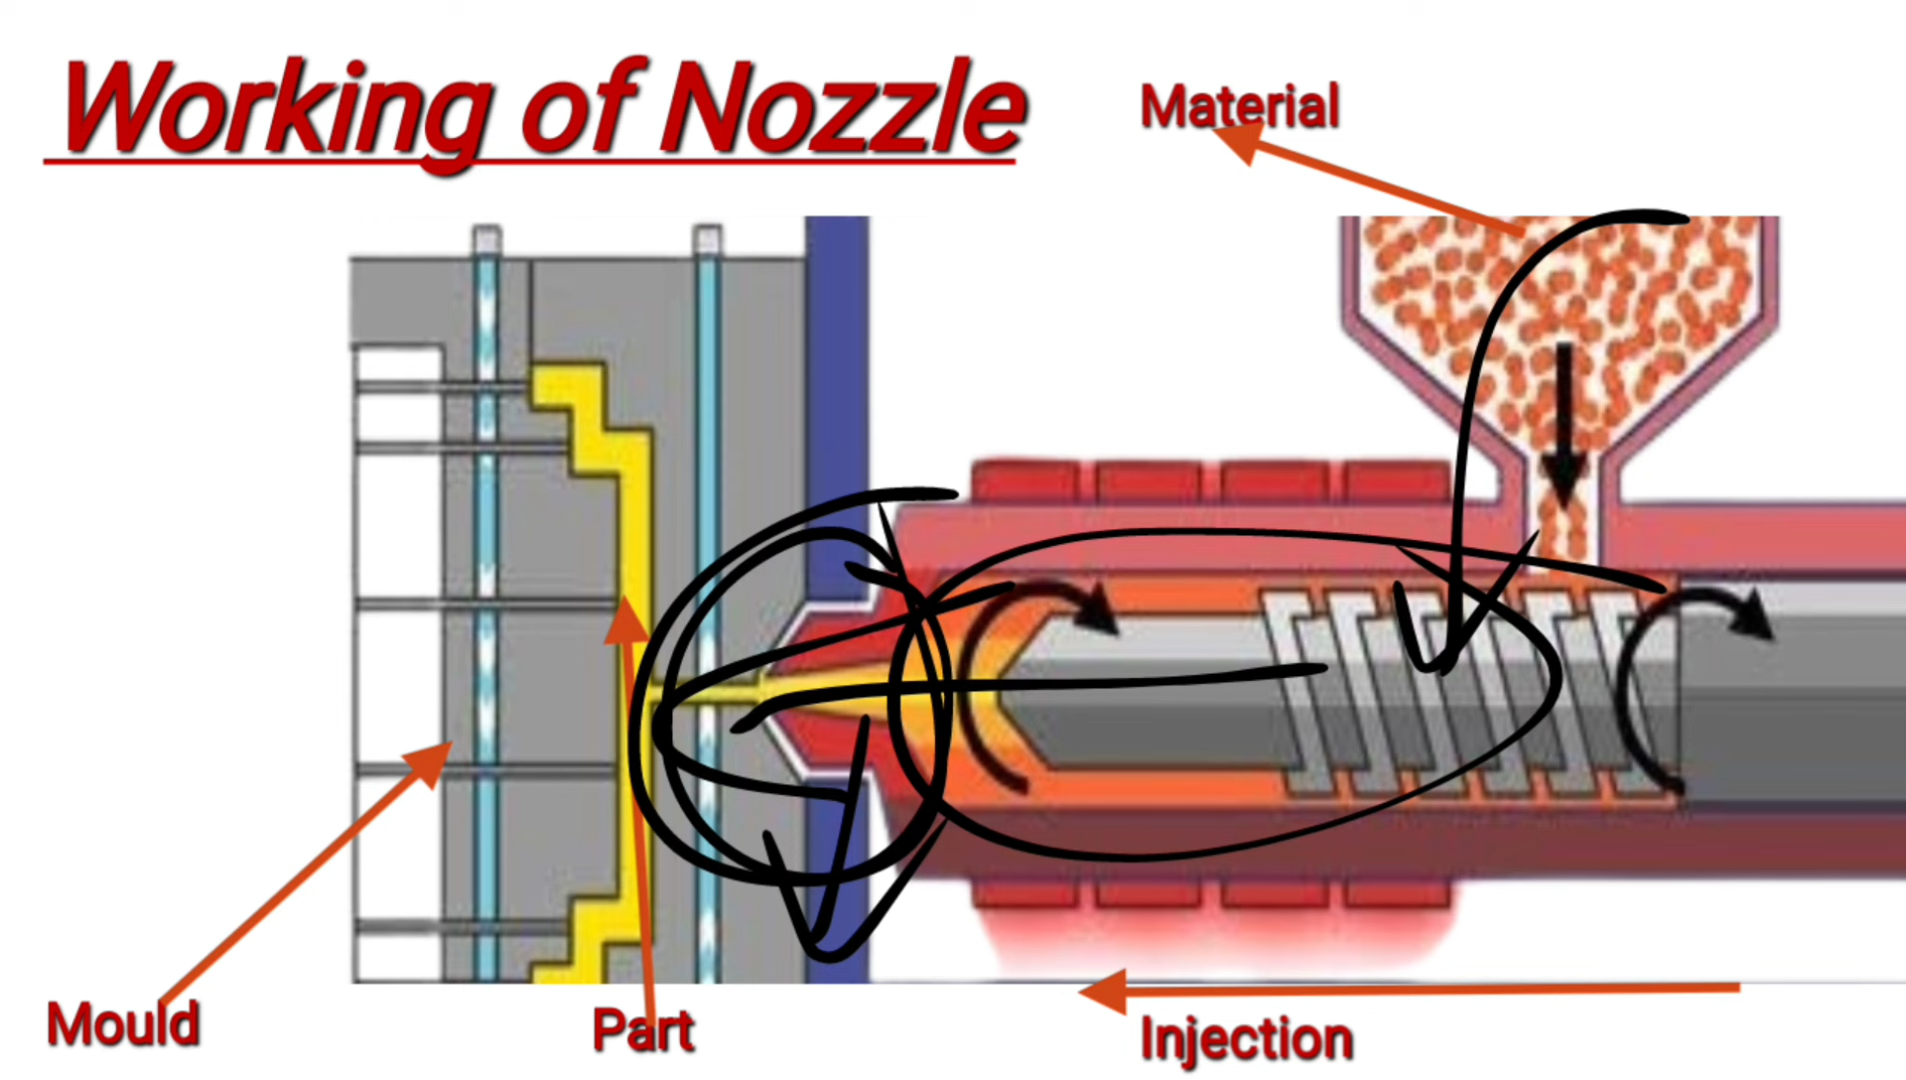 Working of Nozzle
Material
Mould
Part
Injection